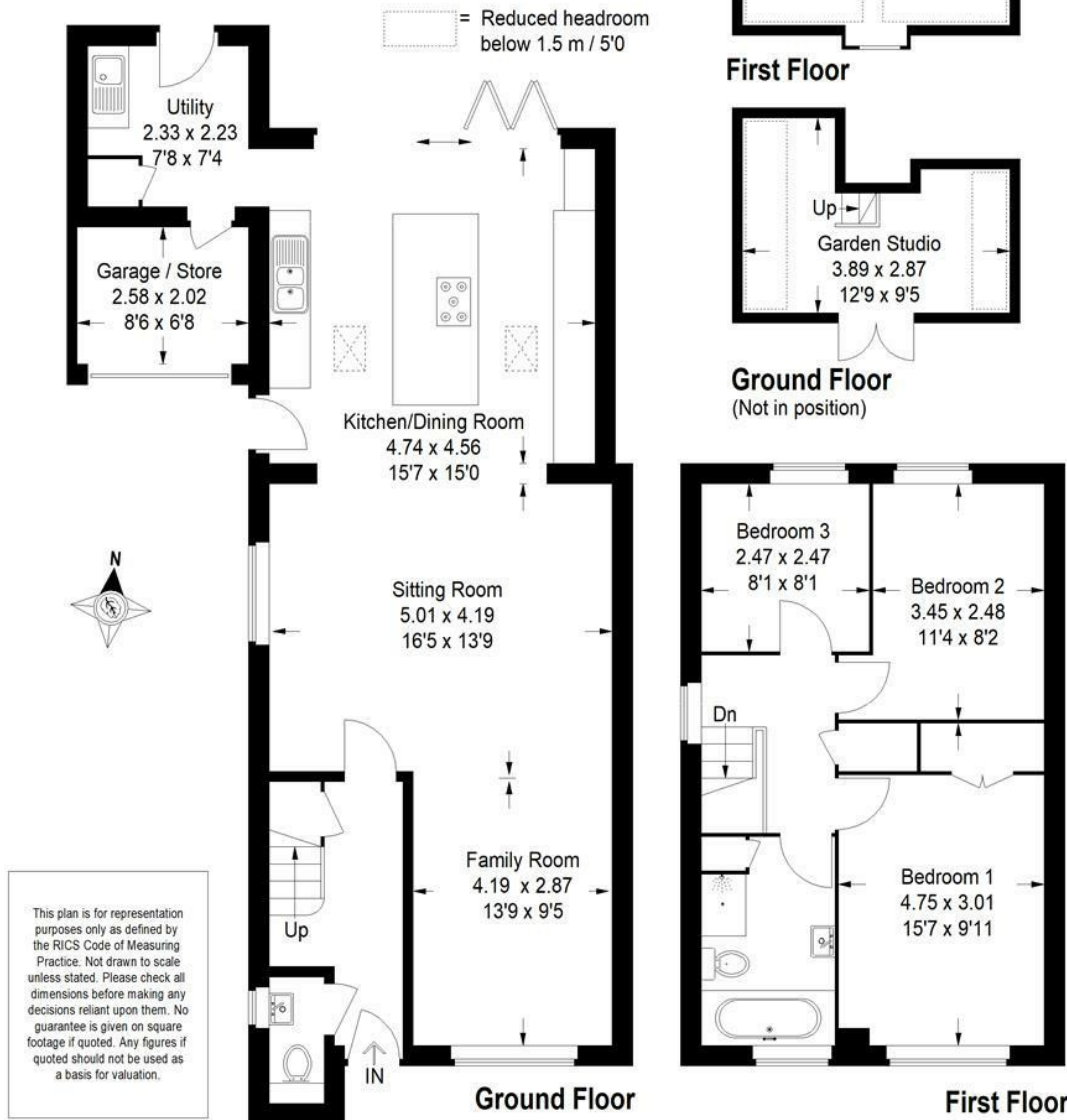 = Reduced headroom
below 1.5 m / 5'0
First Floor
Utility
2.33 x 2.23
7'8 x 7'4
Up
Garden Studio
3.89 x 2.87
12'9 x 9'5
Garage / Store
2.58 x 2.02
8'6 x 6'8
Ground Floor
(Not in position)
Kitchen/Dining Room
4.74 x 4.56
15'7 x 15'0
N
Sitting Room
5.01 x 4.19
16'5 x 13'9
Bedroom 3
2.47 x 2.47
8'1 x 8'1
Bedroom 2
3.45 x 2.48
11'4 x 8'2
Dn
Family Room
4.19 x 2.87
13'9 x 9'5
Up
Bedroom 1
4.75 x 3.01
15'7 x 9'11
This plan is for representation
purposes only as defined by
the RICS Code of Measuring
Practice. Not drawn to scale
unless stated. Please check all
dimensions before making any
decisions reliant upon them. No
guarantee is given on square
footage if quoted. Any figures if
quoted should not be used as
a basis for valuation.
IN
Ground Floor
First Floor